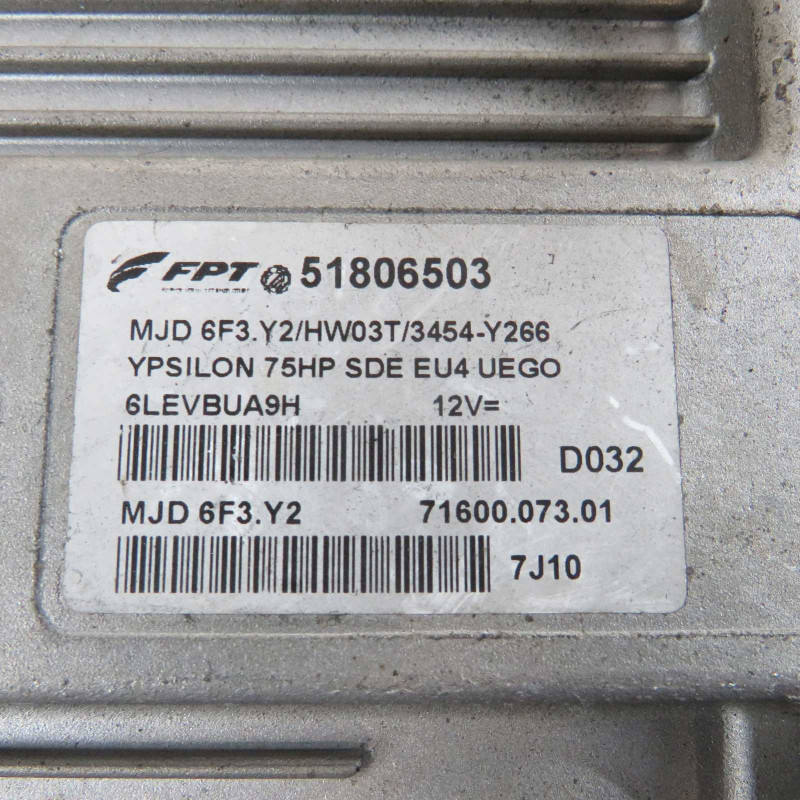 FPT 51806503
MJD 6F3.Y2/HW03T/3454-Y266
YPSILON 75HP SDE EU4 UEGO
6LEVBUA9H 12V=
D032
MJD 6F3.Y2 71600.073.01
7J10